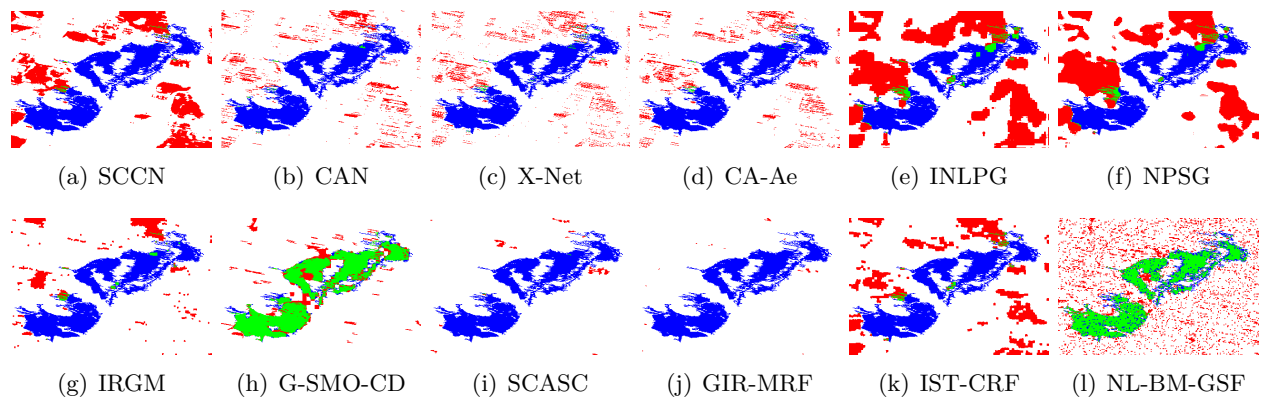 (a) SCCN (b) CAN (c) X-Net (d) CA-Ae (e) INLPG (f) NPSG
(g) IRGM (h) G-SMO-CD (i) SCASC (j) GIR-MRF (k) IST-CRF (l) NL-BM-GSF